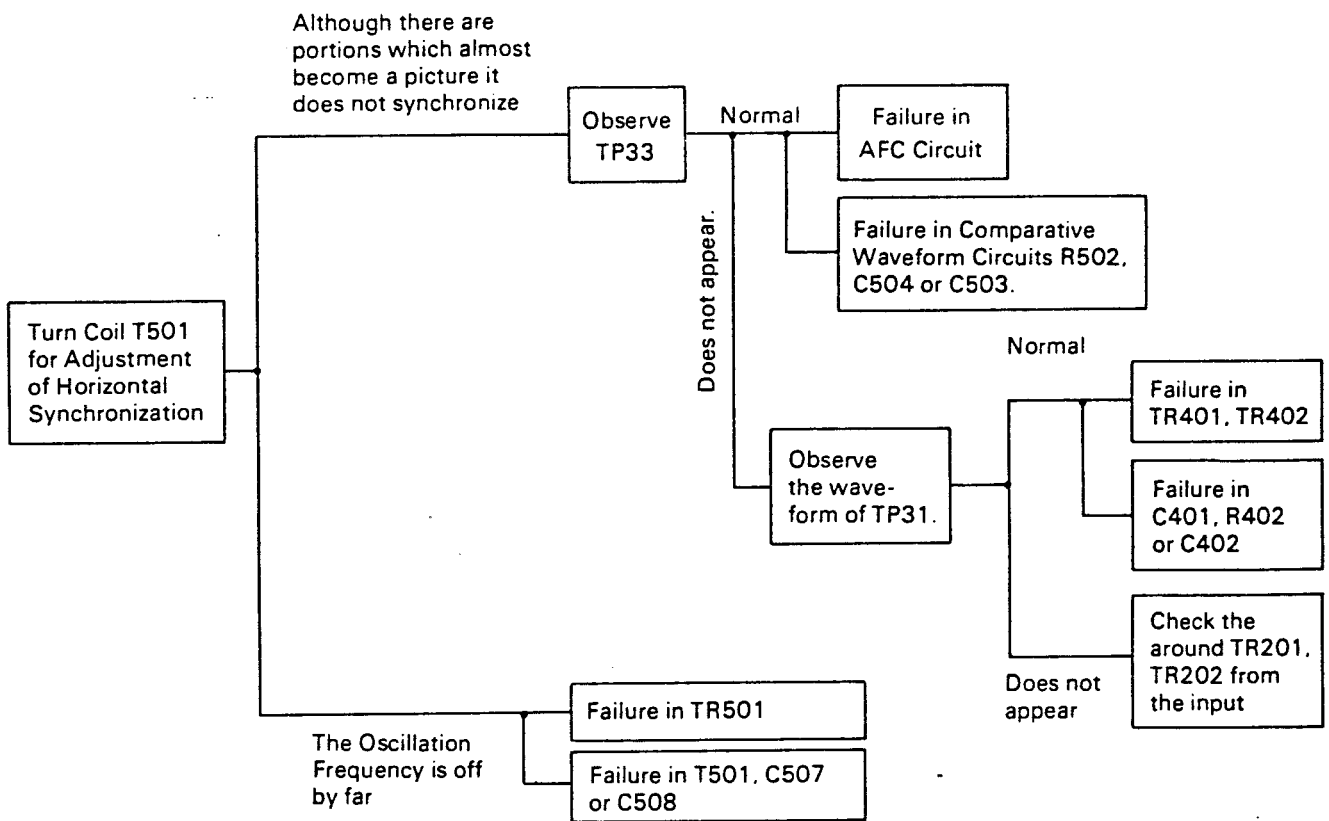 Although there are
portions which almost
become a picture it
does not synchronize
Observe
TP33
Normal
Failure in
AFC Circuit
Does not appear.
Failure in Comparative
Waveform Circuits R502,
C504 or C503.
Turn Coil T501
for Adjustment
of Horizontal
Synchronization
Normal
Failure in
TR401, TR402
Observe
the wave-
form of TP31.
Failure in
C401, R402
or C402
Check the
around TR201,
TR202 from
the input
Does not
appear
Failure in TR501
The Oscillation
Frequency is off
by far
Failure in T501, C507
or C508